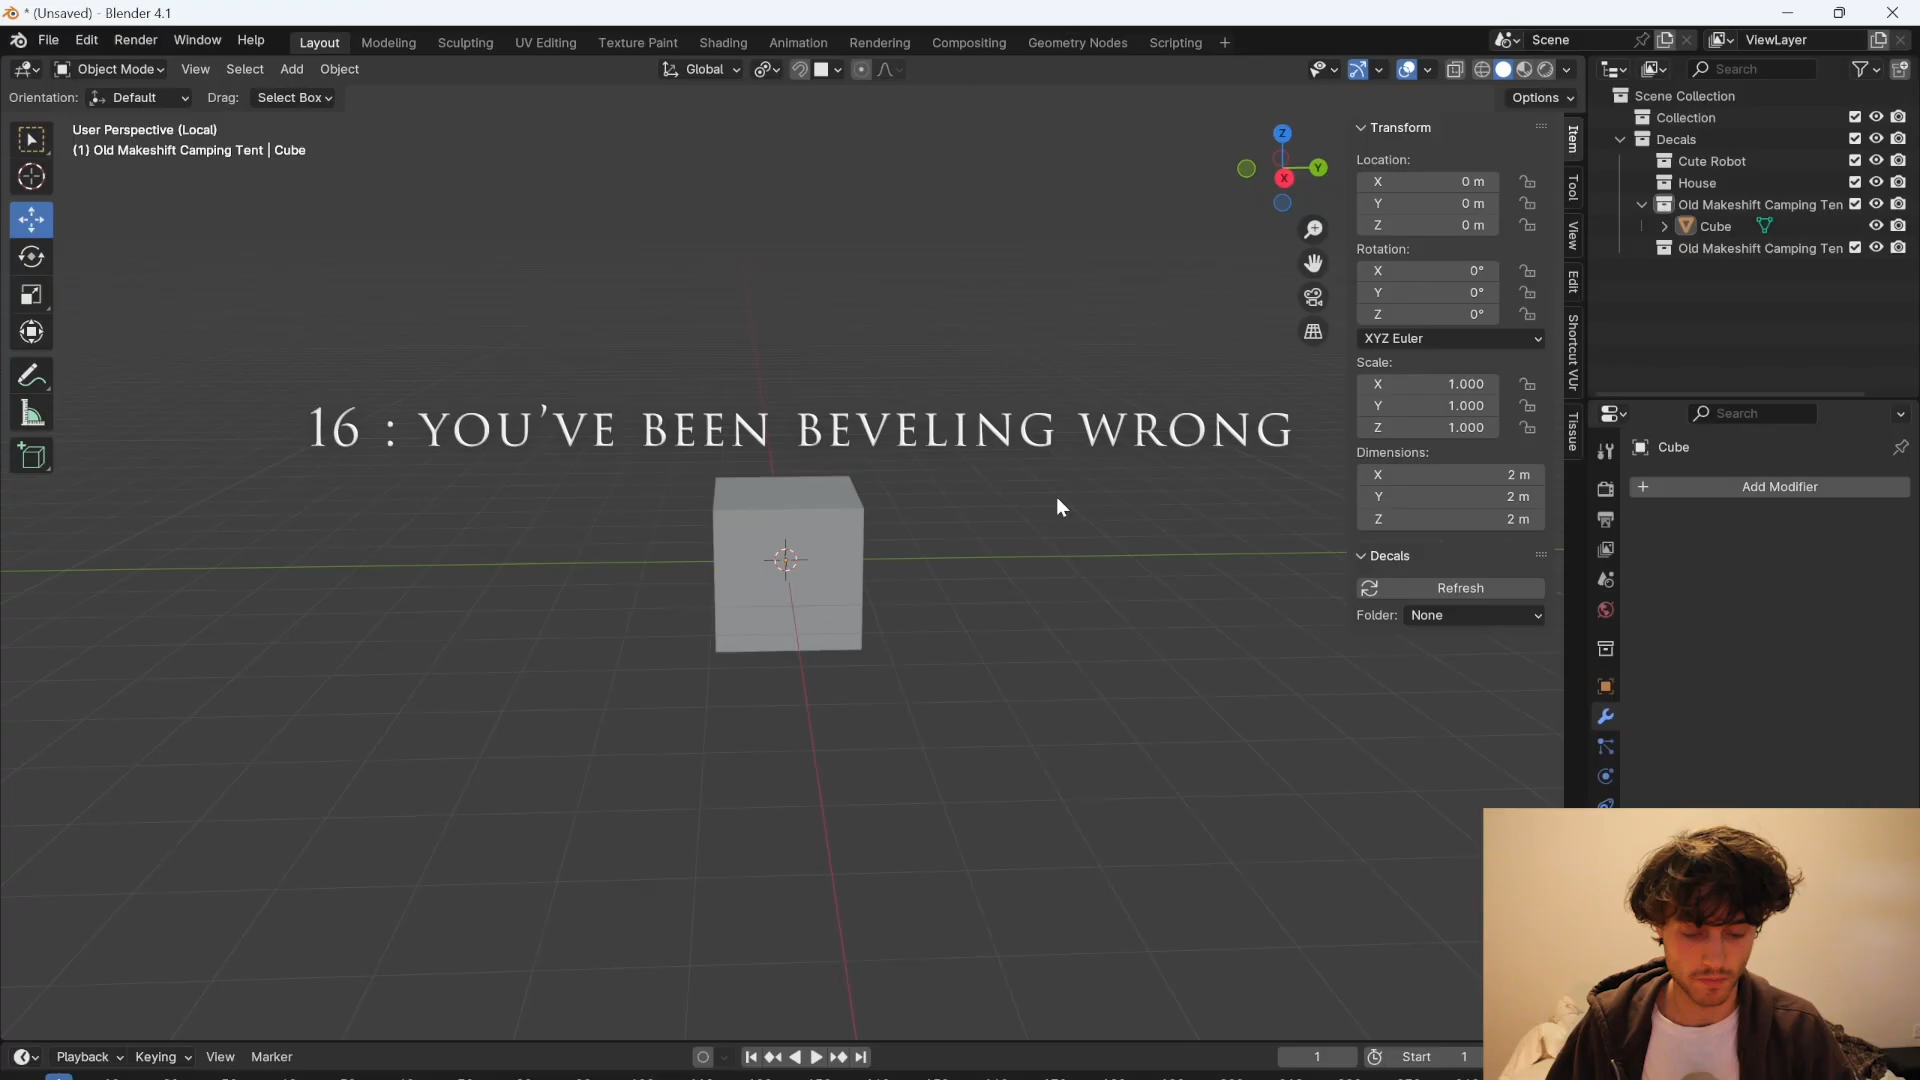 * (Unsaved) - Blender 4.1
File Edit Render Window Help Layout Modeling Sculpting UV Editing Texture Paint Shading Animation Rendering Compositing Geometry Nodes Scripting + Scene ViewLayer
Object Mode View Select Add Object Global Search
Orientation: Default Drag: Select Box Options
User Perspective (Local)
(1) Old Makeshift Camping Tent | Cube
Z
Y
X
16 : YOU'VE BEEN BEVELING WRONG
Transform
Location:
X 0 m
Y 0 m
Z 0 m
Rotation:
X 0°
Y 0°
Z 0°
XYZ Euler
Scale:
X 1.000
Y 1.000
Z 1.000
Dimensions:
X 2 m
Y 2 m
Z 2 m
Decals
Refresh
Folder: None
Item
Tool
View
Edit
Shortcut VUr
Tissue
Scene Collection
Collection
Decals
Cute Robot
House
Old Makeshift Camping Ten
Cube
Old Makeshift Camping Ten
Search
Cube
+ Add Modifier
Playback Keying View Marker 1 Start 1